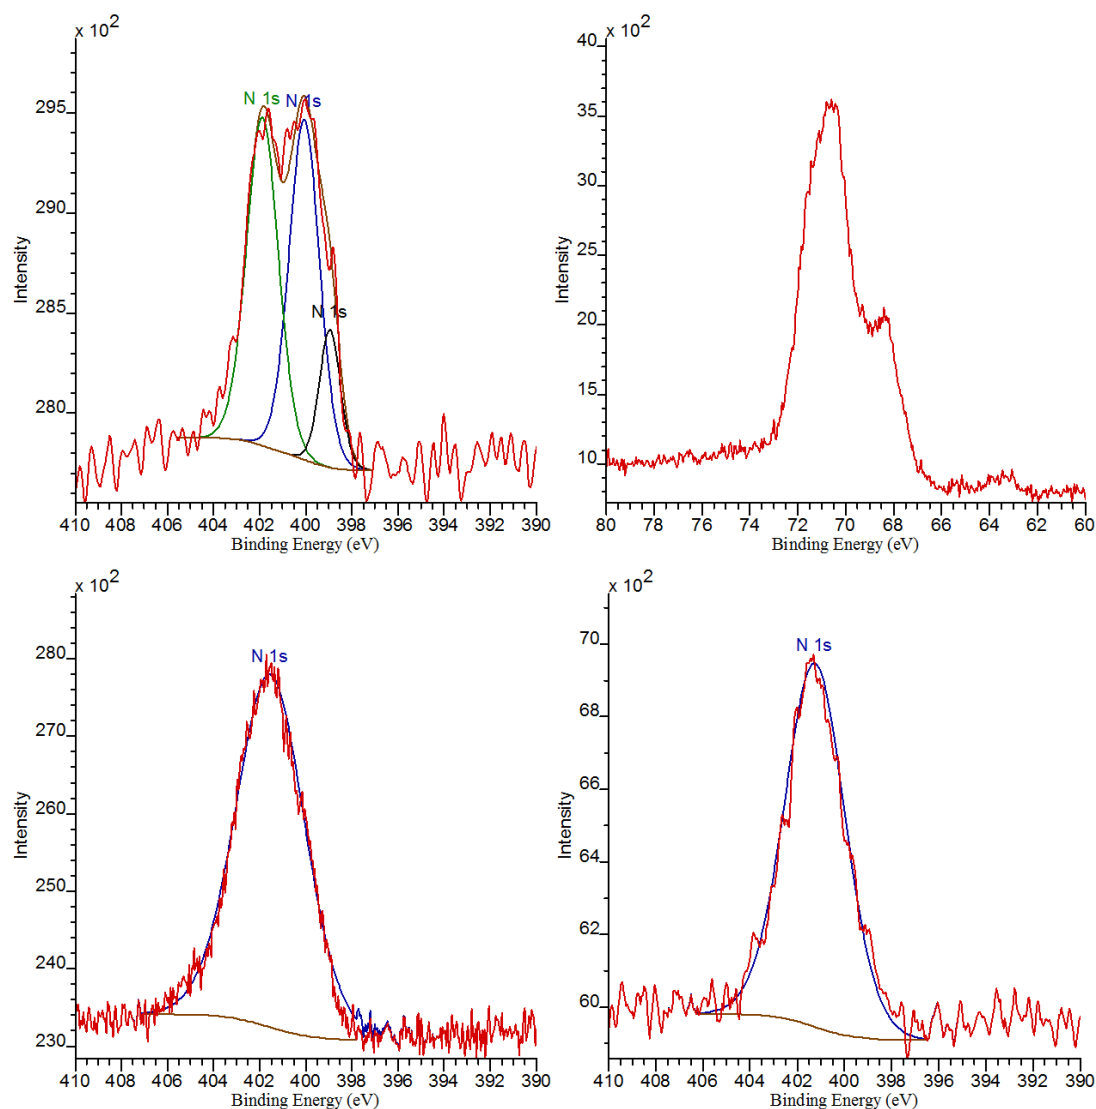 x 10²
N 1s N 1s
N 1s
295
290
285
280
Intensity
410 408 406 404 402 400 398 396 394 392 390
Binding Energy (eV)
x 10²
40
35
30
25
20
15
10
Intensity
80 78 76 74 72 70 68 66 64 62 60
Binding Energy (eV)
x 10²
N 1s
280
270
260
250
240
230
Intensity
410 408 406 404 402 400 398 396 394 392 390
Binding Energy (eV)
x 10²
N 1s
70
68
66
64
62
60
Intensity
410 408 406 404 402 400 398 396 394 392 390
Binding Energy (eV)